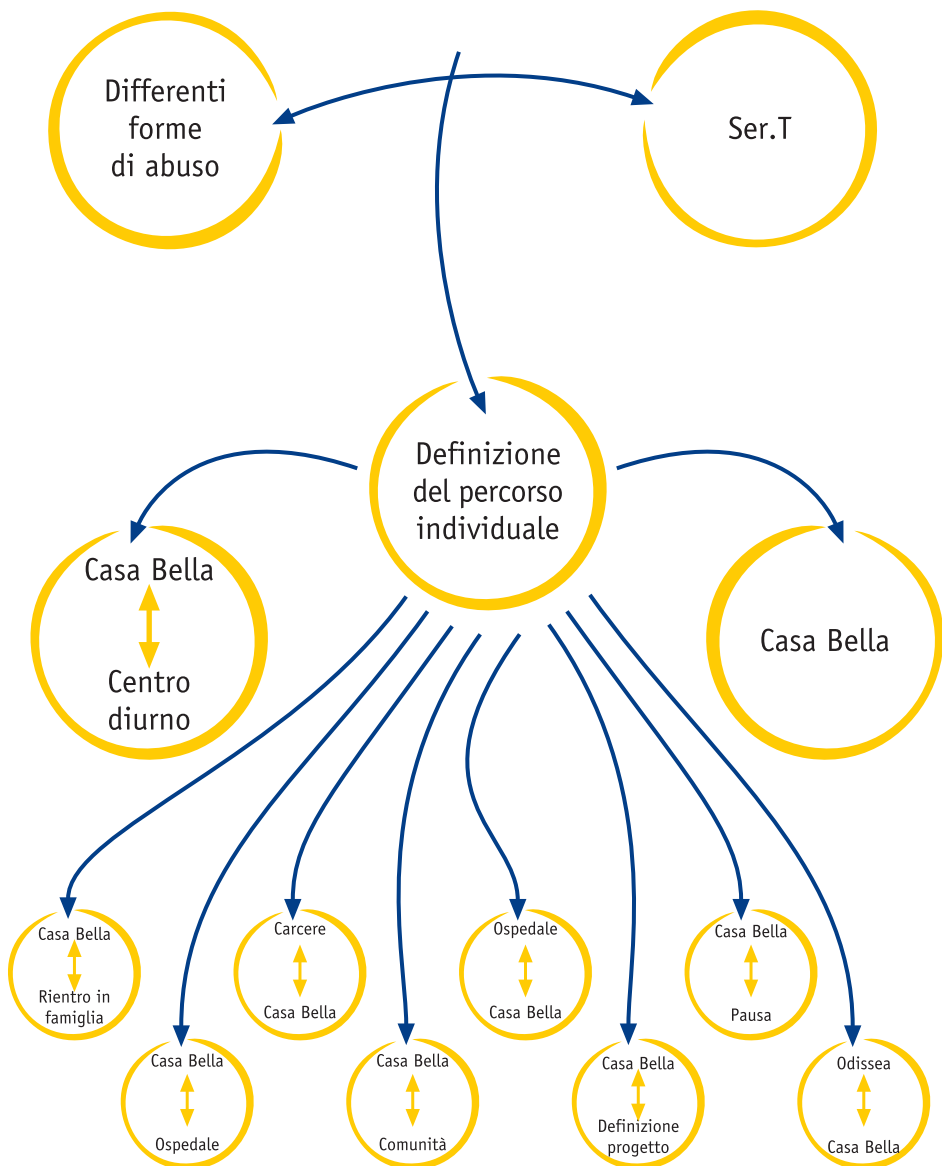 Differenti
forme
di abuso
Ser.T
Definizione
del percorso
individuale
Casa Bella
Centro
diurno
Casa Bella
Casa Bella
Rientro in
famiglia
Carcere
Casa Bella
Ospedale
Casa Bella
Casa Bella
Pausa
Casa Bella
Ospedale
Casa Bella
Comunità
Casa Bella
Definizione
progetto
Odissea
Casa Bella